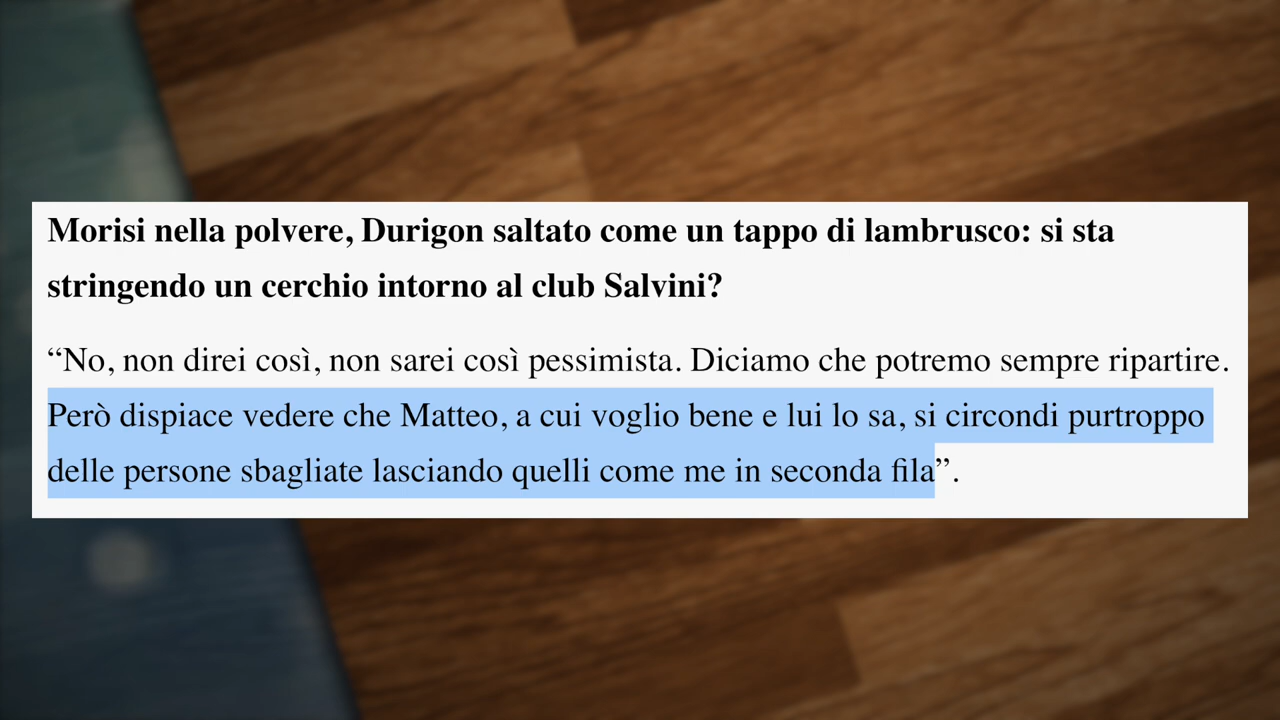 Morisi nella polvere, Durigon saltato come un tappo di lambrusco: si sta
stringendo un cerchio intorno al club Salvini?
“No, non direi così, non sarei così pessimista. Diciamo che potremo sempre ripartire.
Però dispiace vedere che Matteo, a cui voglio bene e lui lo sa, si circondi purtroppo
delle persone sbagliate lasciando quelli come me in seconda fila”.